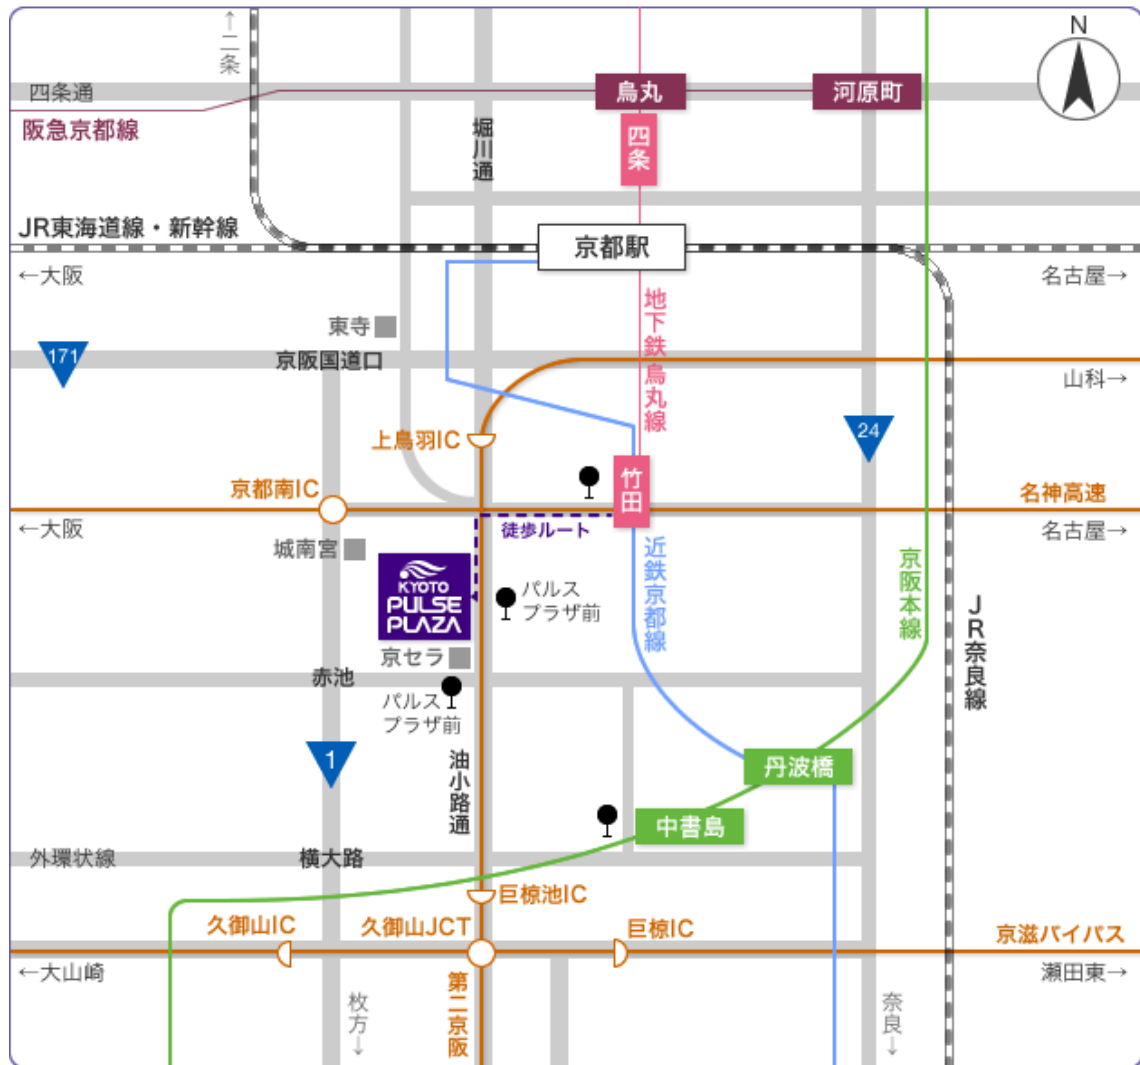 ↑二条
N
四条通
烏丸
河原町
阪急京都線
堀川通
四条
JR東海道線・新幹線
京都駅
←大阪
名古屋→
地下鉄烏丸線
東寺
171
京阪国道口
山科→
上鳥羽IC
24
京都南IC
竹田
名神高速
←大阪
徒歩ルート
名古屋→
城南宮
近鉄京都線
京阪本線
KYOTO
PULSE
PLAZA
パルス
プラザ前
JR奈良線
京セラ
赤池
パルス
プラザ前
1
油小路通
丹波橋
中書島
外環状線
横大路
巨椋池IC
久御山IC
久御山JCT
巨椋IC
京滋バイパス
←大山崎
瀬田東→
第二京阪
枚方→
奈良→